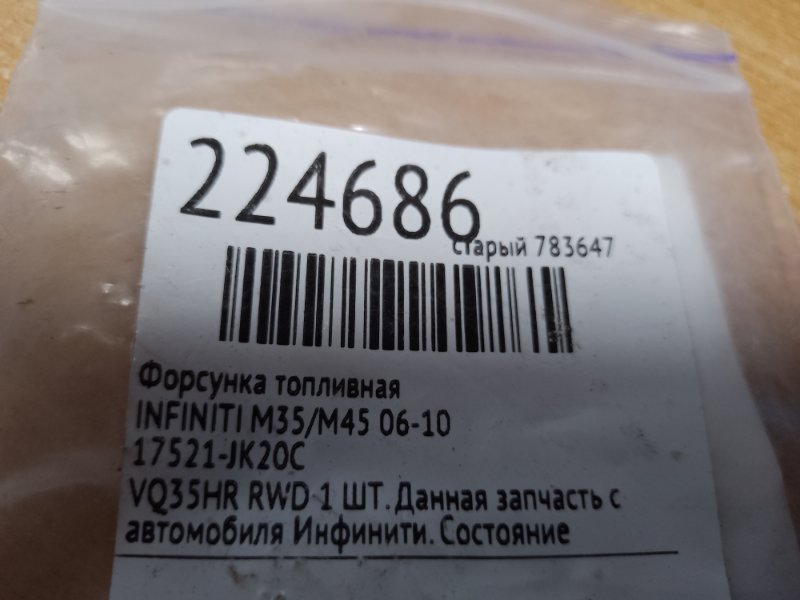 224686
старый 783647
Форсунка топливная
INFINITI M35/M45 06-10
17521-JK20C
VQ35HR RWD 1 ШТ. Данная запчасть с
автомобиля Инфинити. Состояние